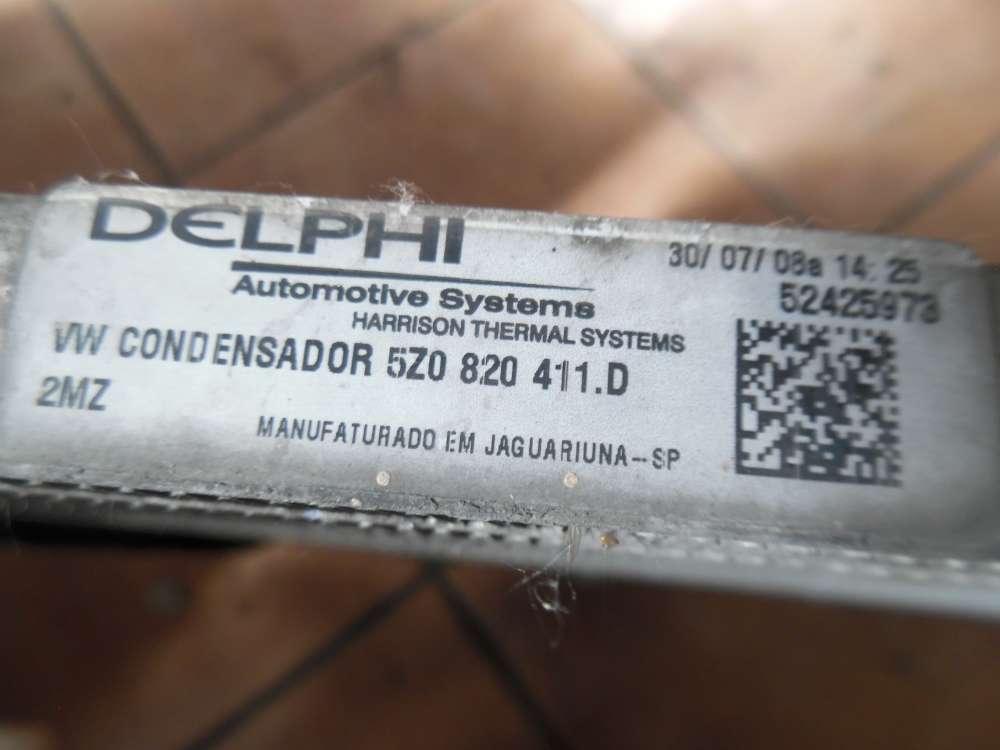 DELPHI
30/ 07/ 08a 14: 25
Automotive Systems
52425973
HARRISON THERMAL SYSTEMS
VW CONDENSADOR 5Z0 820 411.D
2MZ
MANUFATURADO EM JAGUARIUNA-SP